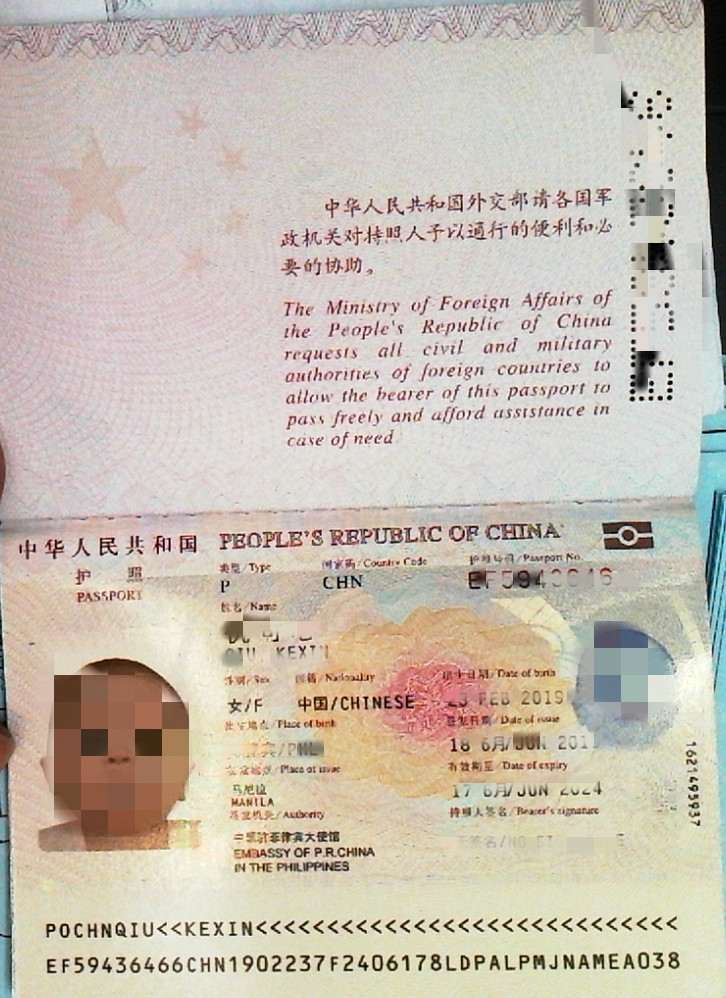 中华人民共和国外交部请各国军
政机关对持照人予以通行的便利和必
要的协助。
The Ministry of Foreign Affairs of
the People's Republic of China
requests all civil and military
authorities of foreign countries to
allow the bearer of this passport to
pass freely and afford assistance in
case of need.
中华人民共和国 PEOPLE'S REPUBLIC OF CHINA
护 照
PASSPORT
类型/Type 国家码/Country Code 护照号码/Passport No.
P CHN
姓名/Name
QIU KEXIN
性别/Sex 国籍/Nationality 出生日期/Date of birth
女/F 中国/CHINESE 23 FEB 2019
出生地点/Place of birth 签发日期/Date of issue
/PHL 18 6月/JUN
签发地点/Place of issue 有效期至/Date of expiry
马尼拉 17 6月/JUN 2024
MANILA
签发机关/Authority 持照人签名/Bearer's signature
中国驻菲律宾大使馆
EMBASSY OF P.R.CHINA
IN THE PHILIPPINES
1621495937
POCHNQIU<<KEXIN<<<<<<<<<<<<<<<<<<<<<<<<<<<<<
EF59436466CHN1902237F2406178LDPALPMJNAMEA038